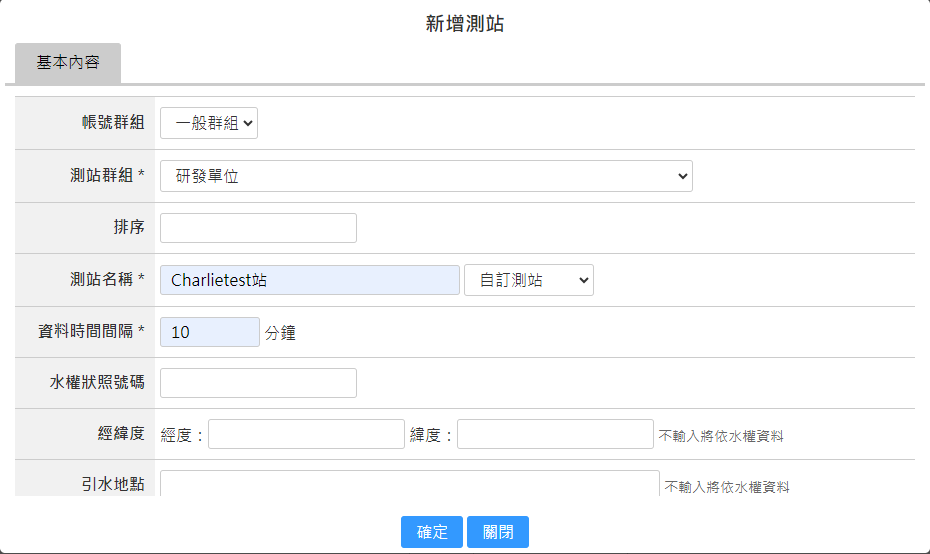 新增測站
基本內容
帳號群組 一般群組
測站群組 * 研發單位
排序
測站名稱 * Charlietest站 自訂測站
資料時間間隔 * 10 分鐘
水權狀照號碼
經緯度 經度： 緯度： 不輸入將依水權資料
引水地點 不輸入將依水權資料
確定 關閉